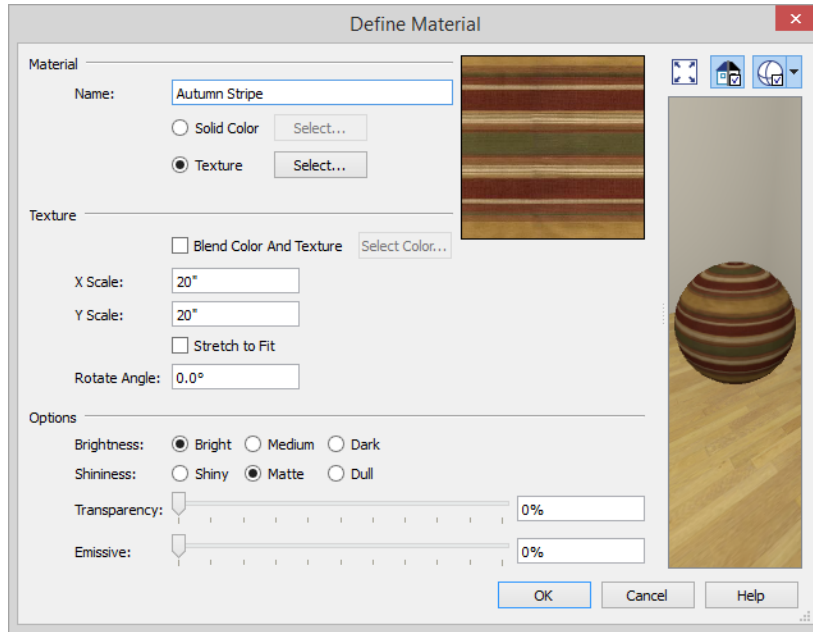 Define Material
Material
Name: Autumn Stripe
Solid Color Select...
Texture Select...
Texture
Blend Color And Texture Select Color...
X Scale: 20"
Y Scale: 20"
Stretch to Fit
Rotate Angle: 0.0°
Options
Brightness: Bright Medium Dark
Shininess: Shiny Matte Dull
Transparency: 0%
Emissive: 0%
OK Cancel Help